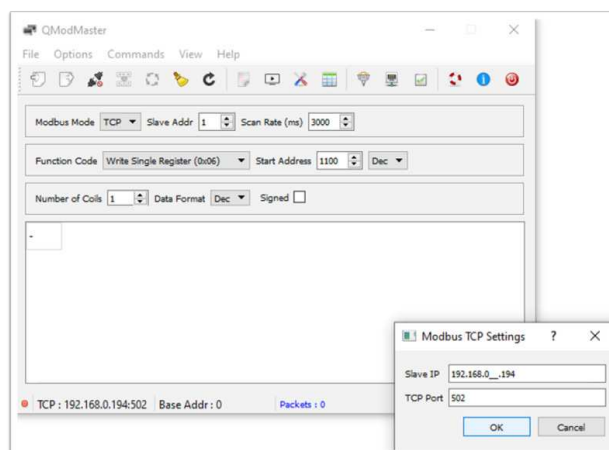 QModMaster
File Options Commands View Help
Modbus Mode TCP Slave Addr 1 Scan Rate (ms) 3000
Function Code Write Single Register (0x06) Start Address 1100 Dec
Number of Coils 1 Data Format Dec Signed
-
Modbus TCP Settings ?
Slave IP 192.168.0__.194
TCP Port 502
OK Cancel
TCP : 192.168.0.194:502 Base Addr : 0 Packets : 0